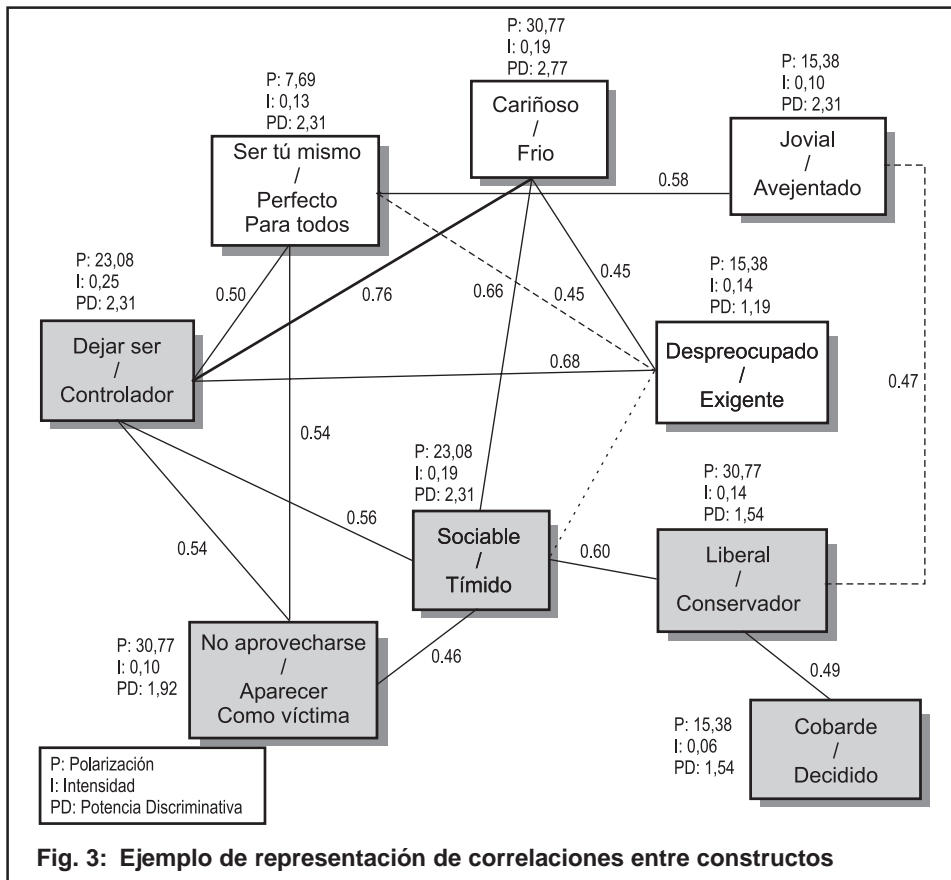 P: 30,77
I: 0,19
PD: 2,77
Cariñoso
/
Frio
P: 7,69
I: 0,13
PD: 2,31
Ser tú mismo
/
Perfecto
Para todos
P: 15,38
I: 0,10
PD: 2,31
Jovial
/
Avejentado
0.58
P: 23,08
I: 0,25
PD: 2,31
Dejar ser
/
Controlador
0.50
0.76
0.66
0.45
0.45
P: 15,38
I: 0,14
PD: 1,19
Despreocupado
/
Exigente
0.68
0.47
0.54
P: 23,08
I: 0,19
PD: 2,31
Sociable
/
Tímido
0.56
0.54
0.60
P: 30,77
I: 0,14
PD: 1,54
Liberal
/
Conservador
P: 30,77
I: 0,10
PD: 1,92
No aprovecharse
/
Aparecer
Como víctima
0.46
0.49
P: 15,38
I: 0,06
PD: 1,54
Cobarde
/
Decidido
P: Polarización
I: Intensidad
PD: Potencia Discriminativa
Fig. 3: Ejemplo de representación de correlaciones entre constructos